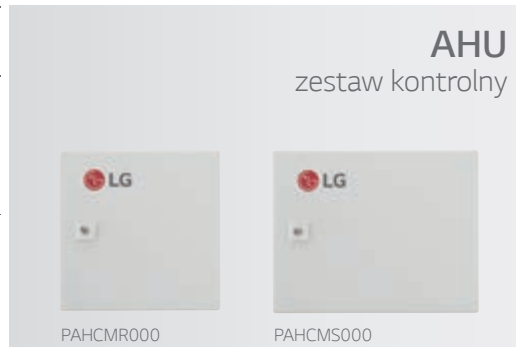 AHU
zestaw kontrolny
LG
LG
PAHCMR000
PAHCMS000